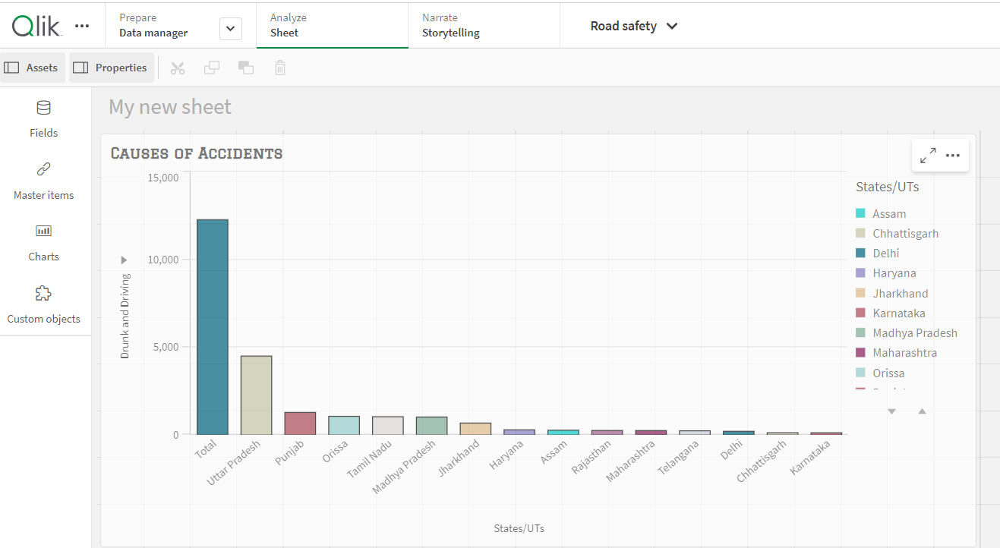 Qlik
Prepare
Data manager
Analyze
Sheet
Narrate
Storytelling
Road safety
Assets
Properties
My new sheet
Fields
Master items
Charts
Custom objects
Causes of Accidents
15,000
10,000
5,000
0
Drunk and Driving
Total
Uttar Pradesh
Punjab
Orissa
Tamil Nadu
Madhya Pradesh
Jharkhand
Haryana
Assam
Rajasthan
Maharashtra
Telangana
Delhi
Chhattisgarh
Karnataka
States/UTs
States/UTs
Assam
Chhattisgarh
Delhi
Haryana
Jharkhand
Karnataka
Madhya Pradesh
Maharashtra
Orissa